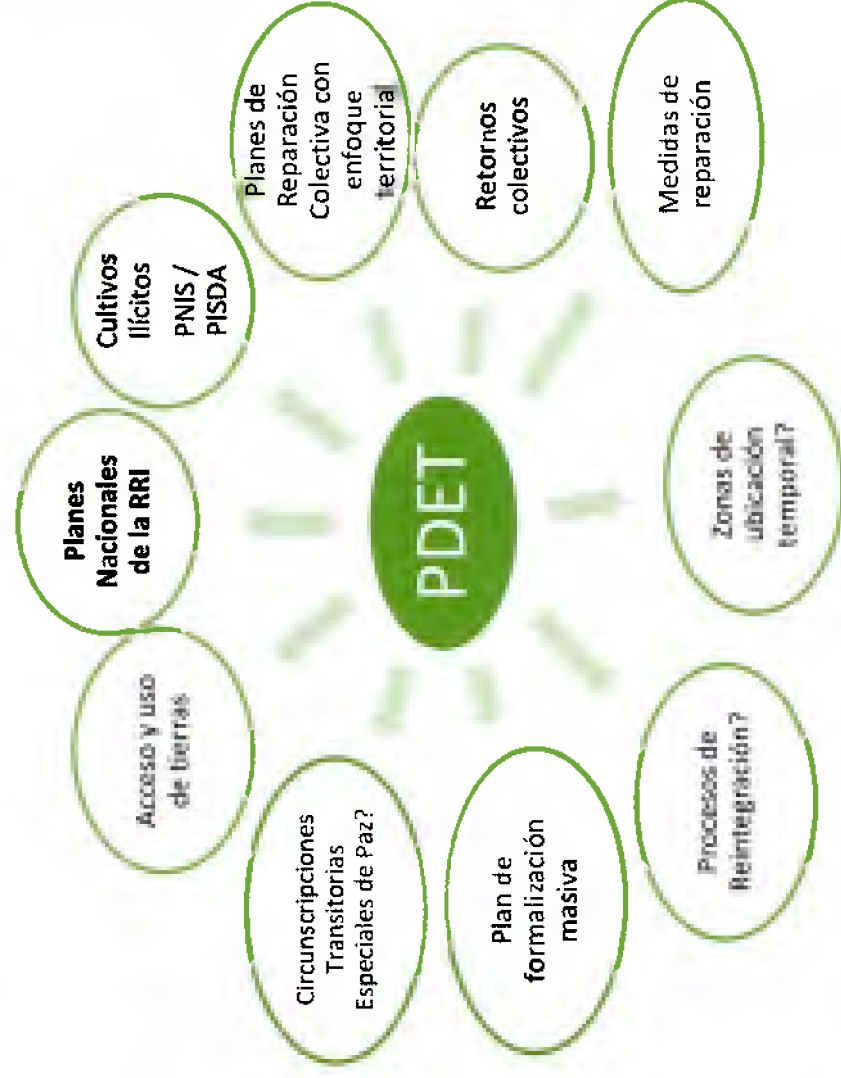 Planes
Nacionales
de la RRI
Cultivos
Ilícitos
PNIS /
PISDA
Planes de
Reparación
Colectiva con
enfoque
territorial
Retornos
colectivos
Medidas de
reparación
Zonas de
ubicación
temporal?
Procesos de
Reintegración?
Plan de
formalización
masiva
Circunscripciones
Transitorias
Especiales de Paz?
Acceso y uso
de tierras
PDET